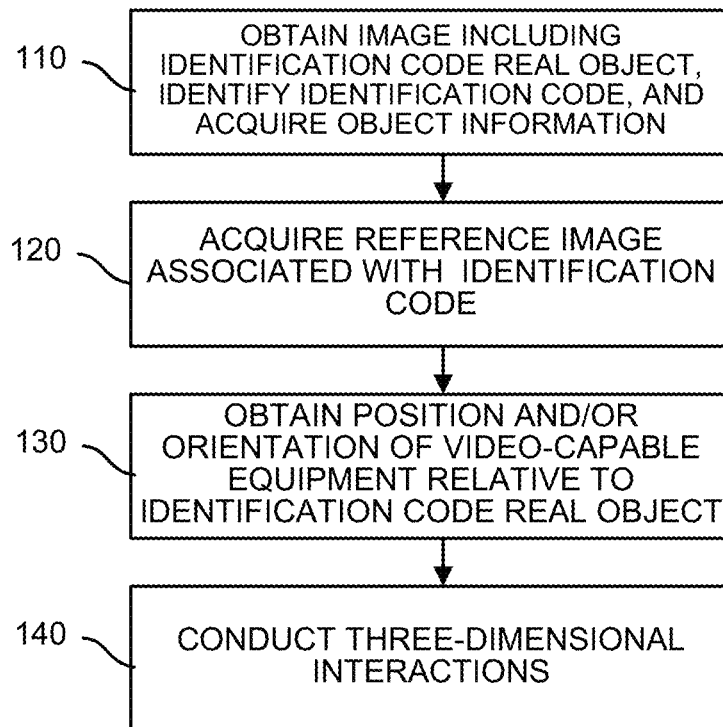 110
OBTAIN IMAGE INCLUDING
IDENTIFICATION CODE REAL OBJECT,
IDENTIFY IDENTIFICATION CODE, AND
ACQUIRE OBJECT INFORMATION
120
ACQUIRE REFERENCE IMAGE
ASSOCIATED WITH IDENTIFICATION
CODE
130
OBTAIN POSITION AND/OR
ORIENTATION OF VIDEO-CAPABLE
EQUIPMENT RELATIVE TO
IDENTIFICATION CODE REAL OBJECT
140
CONDUCT THREE-DIMENSIONAL
INTERACTIONS